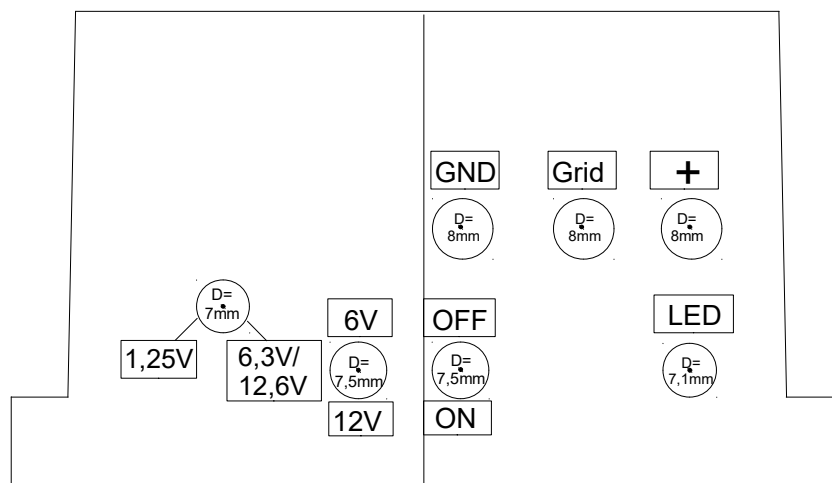 GND Grid +
D= D= D=
8mm 8mm 8mm
D=
7mm
6V OFF LED
1,25V 6,3V/
12,6V
D= D= D=
7,5mm 7,5mm 7,1mm
12V ON